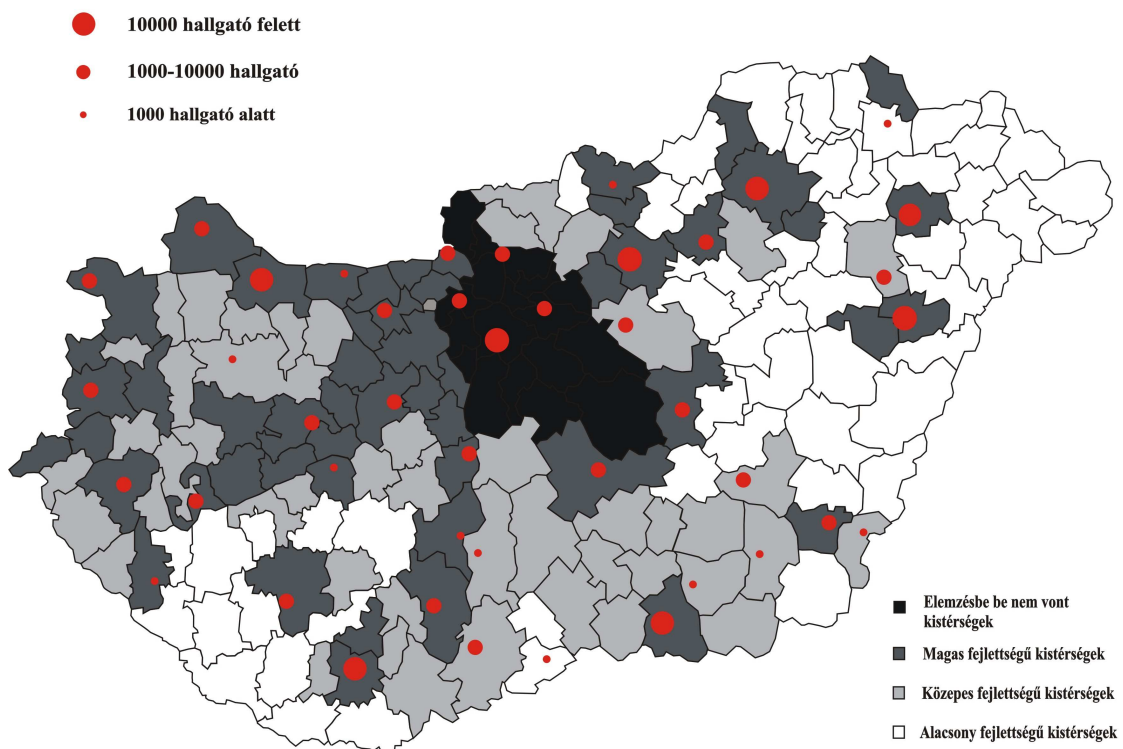 10000 hallgató felett
1000-10000 hallgató
1000 hallgató alatt
Elemzésbe be nem vont
kistérségek
Magas fejlettségű kistérségek
Közepes fejlettségű kistérségek
Alacsony fejlettségű kistérségek